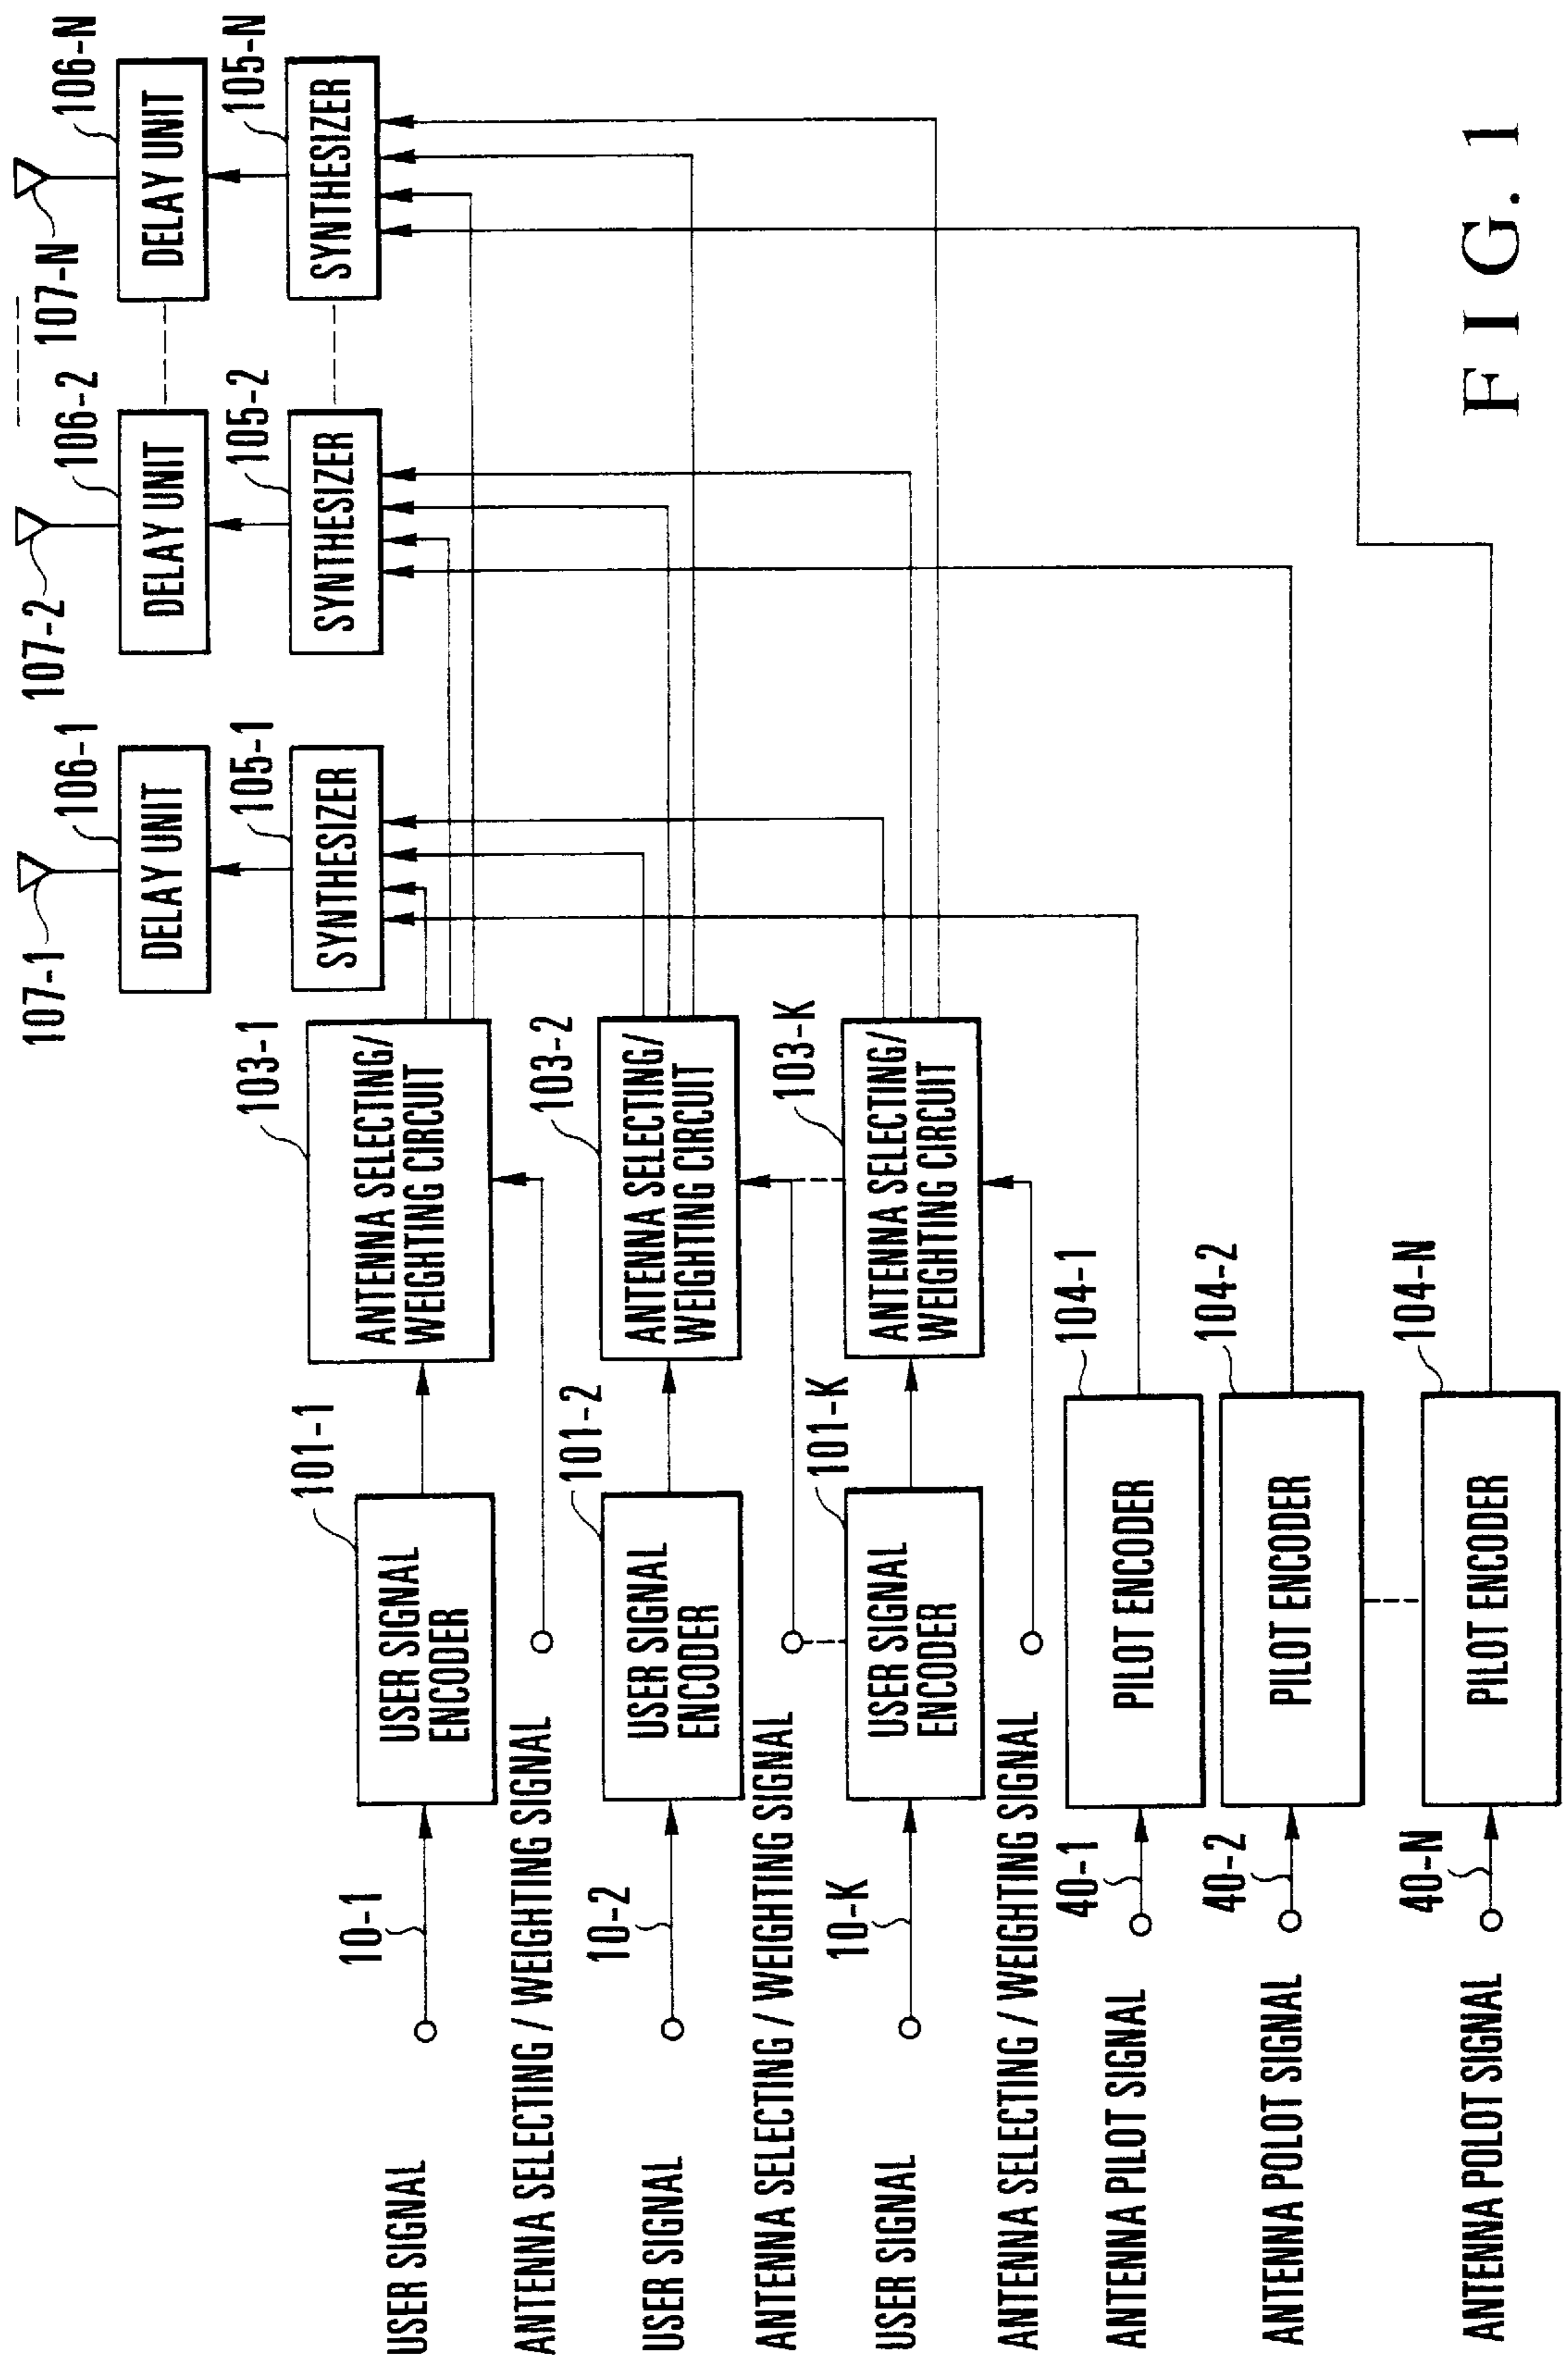 107-1
107-2
107-N
106-1
106-2
106-N
DELAY UNIT
DELAY UNIT
DELAY UNIT
105-1
105-2
105-N
SYNTHESIZER
SYNTHESIZER
SYNTHESIZER
USER SIGNAL
10-1
101-1
USER SIGNAL
ENCODER
103-1
ANTENNA SELECTING/
WEIGHTING CIRCUIT
ANTENNA SELECTING / WEIGHTING SIGNAL
USER SIGNAL
10-2
101-2
USER SIGNAL
ENCODER
103-2
ANTENNA SELECTING/
WEIGHTING CIRCUIT
ANTENNA SELECTING / WEIGHTING SIGNAL
USER SIGNAL
10-K
101-K
USER SIGNAL
ENCODER
103-K
ANTENNA SELECTING/
WEIGHTING CIRCUIT
ANTENNA SELECTING / WEIGHTING SIGNAL
ANTENNA PILOT SIGNAL
40-1
PILOT ENCODER
104-1
ANTENNA POLOT SIGNAL
40-2
PILOT ENCODER
104-2
ANTENNA POLOT SIGNAL
40-N
PILOT ENCODER
104-N
FIG. 1